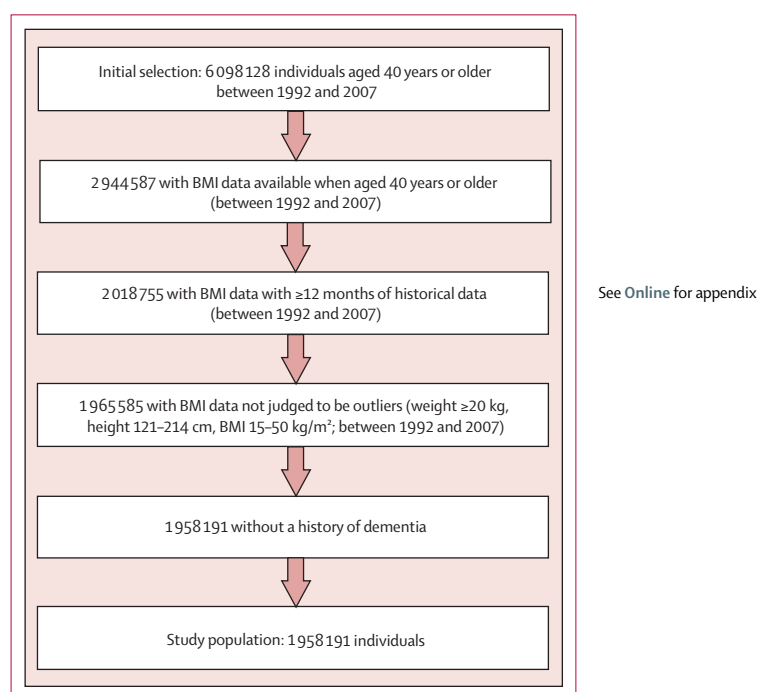 Initial selection: 6 098 128 individuals aged 40 years or older
between 1992 and 2007
2 944 587 with BMI data available when aged 40 years or older
(between 1992 and 2007)
2 018 755 with BMI data with ≥12 months of historical data
(between 1992 and 2007)
See Online for appendix
1 965 585 with BMI data not judged to be outliers (weight ≥20 kg,
height 121–214 cm, BMI 15–50 kg/m²; between 1992 and 2007)
1 958 191 without a history of dementia
Study population: 1 958 191 individuals